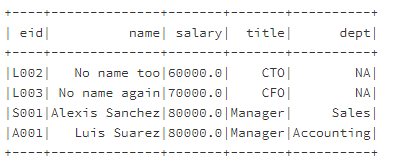 +----+--------------+-------+-------+----------+
| eid|          name| salary|  title|      dept|
+----+--------------+-------+-------+----------+
|L002|   No name too|60000.0|    CTO|        NA|
|L003| No name again|70000.0|    CFO|        NA|
|S001|Alexis Sanchez|80000.0|Manager|     Sales|
|A001|   Luis Suarez|80000.0|Manager|Accounting|
+----+--------------+-------+-------+----------+